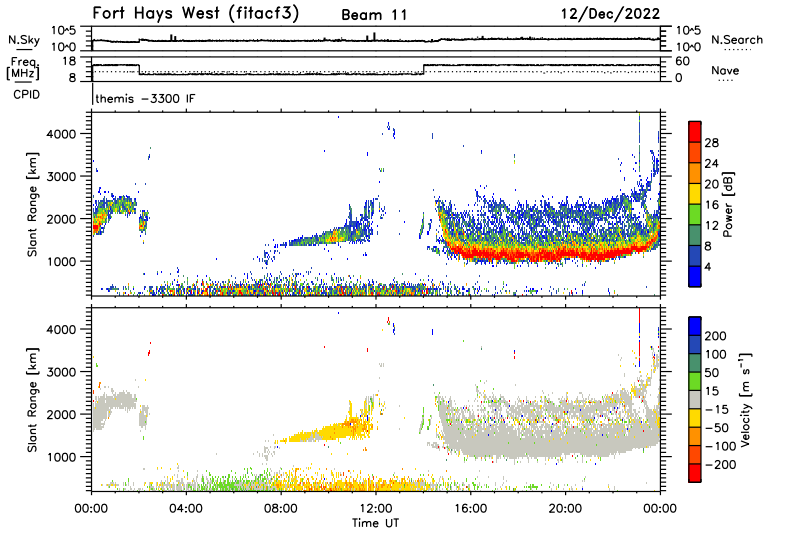 Fort Hays West (fitacf3) Beam 11 12/Dec/2022
N.Sky 10^5 10^0 10^5 10^0 N.Search
Freq. [MHz] 18 8 60 0 Nave
CPID themis -3300 IF
Slant Range [km] 4000 3000 2000 1000
Power [dB] 28 24 20 16 12 8 4
Slant Range [km] 4000 3000 2000 1000
Velocity [m s⁻¹] 200 100 50 15 -15 -50 -100 -200
00:00 04:00 08:00 12:00 16:00 20:00 00:00
Time UT